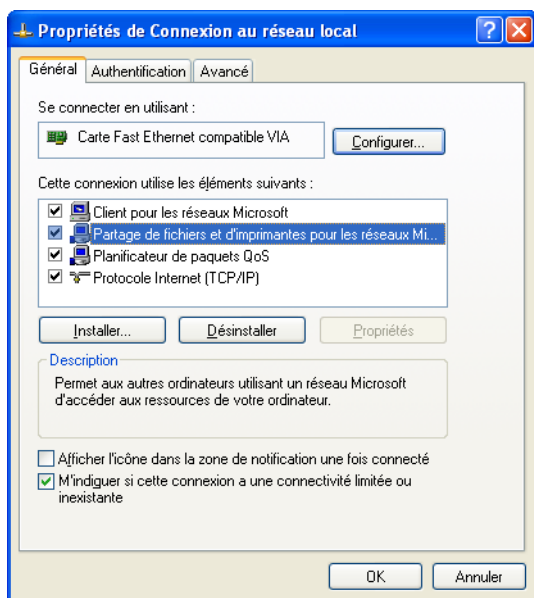 Propriétés de Connexion au réseau local
Général Authentification Avancé
Se connecter en utilisant :
Carte Fast Ethernet compatible VIA Configurer...
Cette connexion utilise les éléments suivants :
Client pour les réseaux Microsoft
Partage de fichiers et d'imprimantes pour les réseaux Mi...
Planificateur de paquets QoS
Protocole Internet (TCP/IP)
Installer... Désinstaller Propriétés
Description
Permet aux autres ordinateurs utilisant un réseau Microsoft
d'accéder aux ressources de votre ordinateur.
Afficher l'icône dans la zone de notification une fois connecté
M'indiquer si cette connexion a une connectivité limitée ou
inexistante
OK Annuler